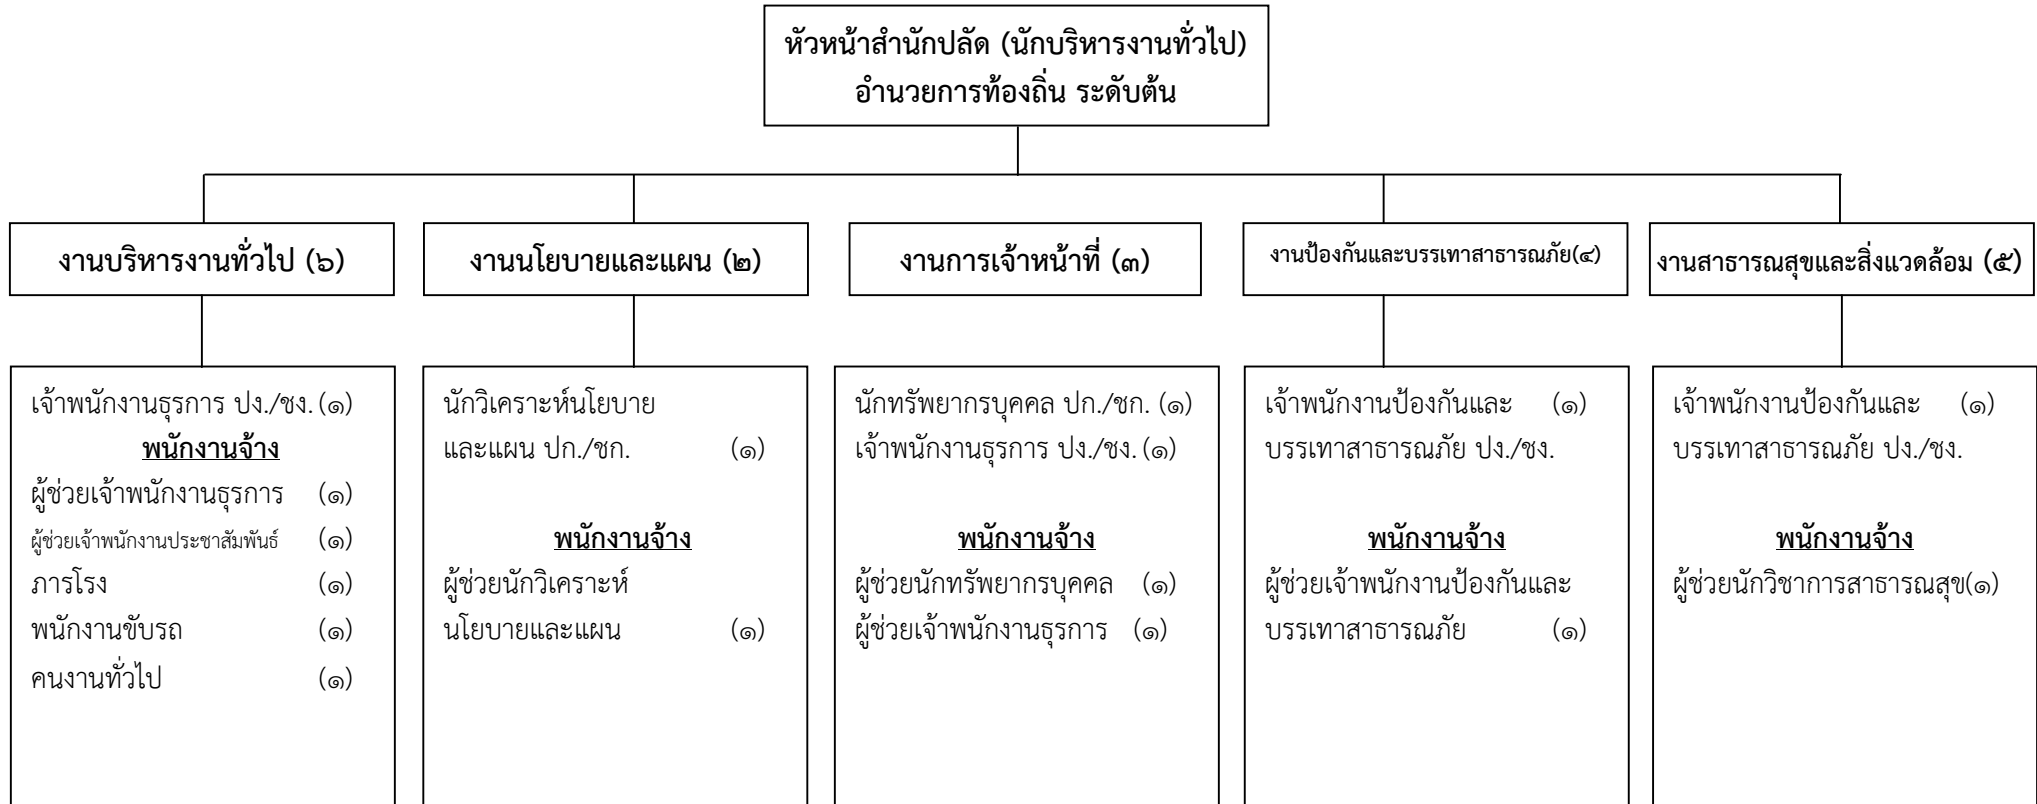 หัวหน้าสำนักปลัด (นักบริหารงานทั่วไป)
อำนวยการท้องถิ่น ระดับต้น
งานบริหารงานทั่วไป (๖)
งานนโยบายและแผน (๒)
งานการเจ้าหน้าที่ (๓)
งานป้องกันและบรรเทาสาธารณภัย(๔)
งานสาธารณสุขและสิ่งแวดล้อม (๕)
เจ้าพนักงานธุรการ ปง./ชง. (๑)
พนักงานจ้าง
ผู้ช่วยเจ้าพนักงานธุรการ (๑)
ผู้ช่วยเจ้าพนักงานประชาสัมพันธ์ (๑)
ภารโรง (๑)
พนักงานขับรถ (๑)
คนงานทั่วไป (๑)
นักวิเคราะห์นโยบาย
และแผน ปก./ชก. (๑)
พนักงานจ้าง
ผู้ช่วยนักวิเคราะห์
นโยบายและแผน (๑)
นักทรัพยากรบุคคล ปก./ชก. (๑)
เจ้าพนักงานธุรการ ปง./ชง. (๑)
พนักงานจ้าง
ผู้ช่วยนักทรัพยากรบุคคล (๑)
ผู้ช่วยเจ้าพนักงานธุรการ (๑)
เจ้าพนักงานป้องกันและ (๑)
บรรเทาสาธารณภัย ปง./ชง.
พนักงานจ้าง
ผู้ช่วยเจ้าพนักงานป้องกันและ
บรรเทาสาธารณภัย (๑)
เจ้าพนักงานป้องกันและ (๑)
บรรเทาสาธารณภัย ปง./ชง.
พนักงานจ้าง
ผู้ช่วยนักวิชาการสาธารณสุข(๑)